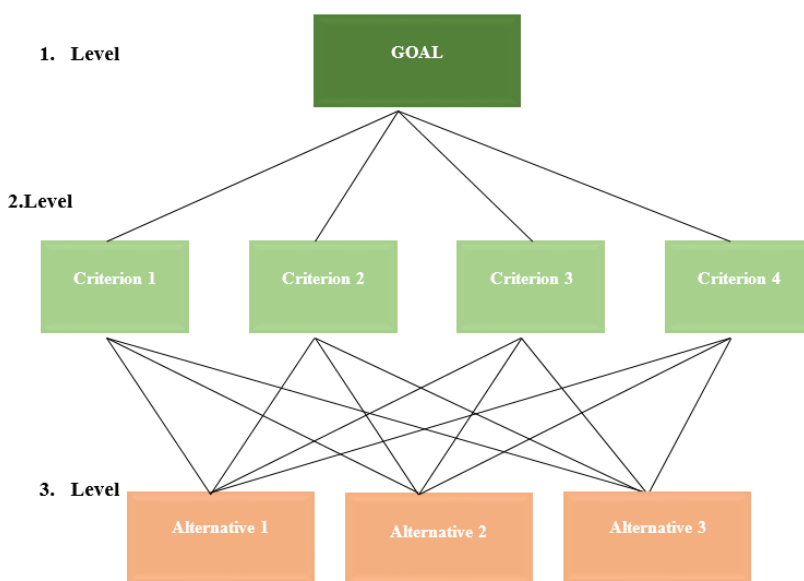 1. Level
GOAL
2.Level
Criterion 1
Criterion 2
Criterion 3
Criterion 4
3. Level
Alternative 1
Alternative 2
Alternative 3